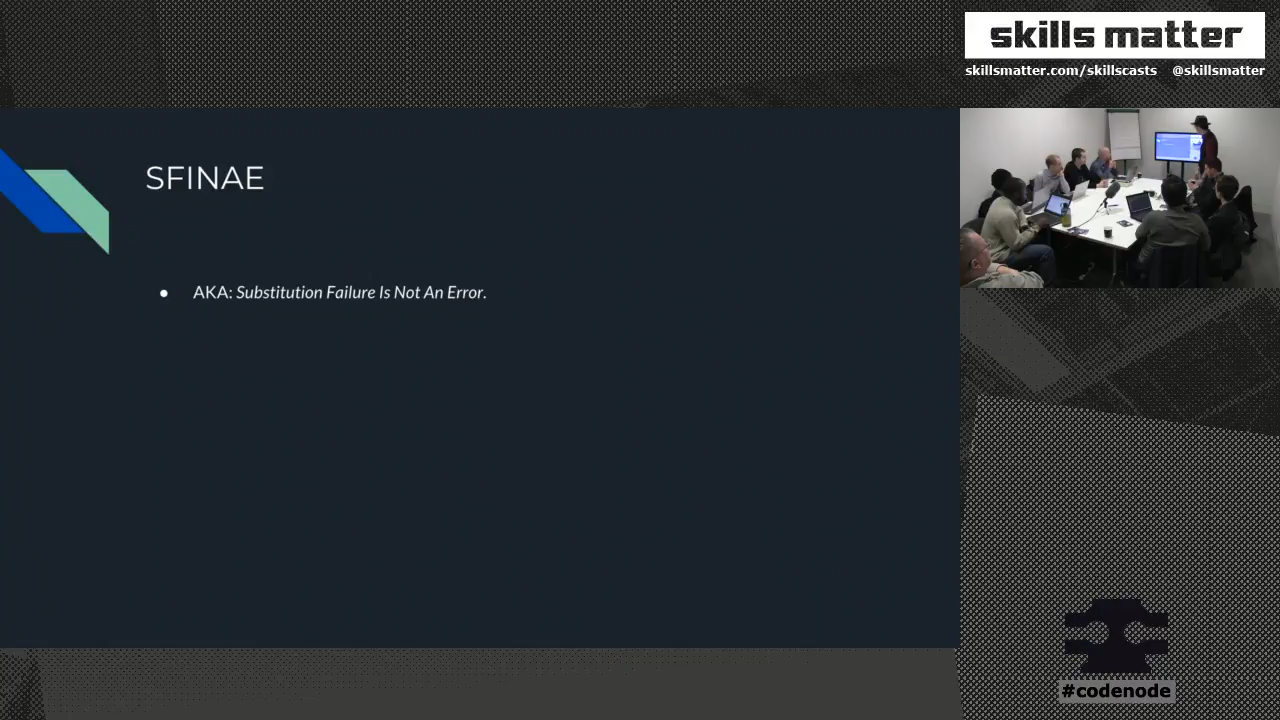 skills matter
skillsmatter.com/skillscasts @skillsmatter
SFINAE
● AKA: Substitution Failure Is Not An Error.
#codenode